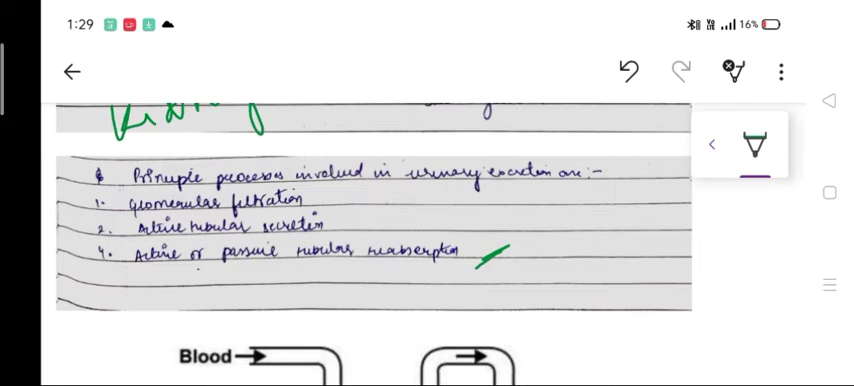 1:29 16%
Kidney
$ Principle processes involved in urinary excretion are:-
1. Glomerular filtration
2. Active tubular secretion
4. Active or passive tubular reabsorption
Blood